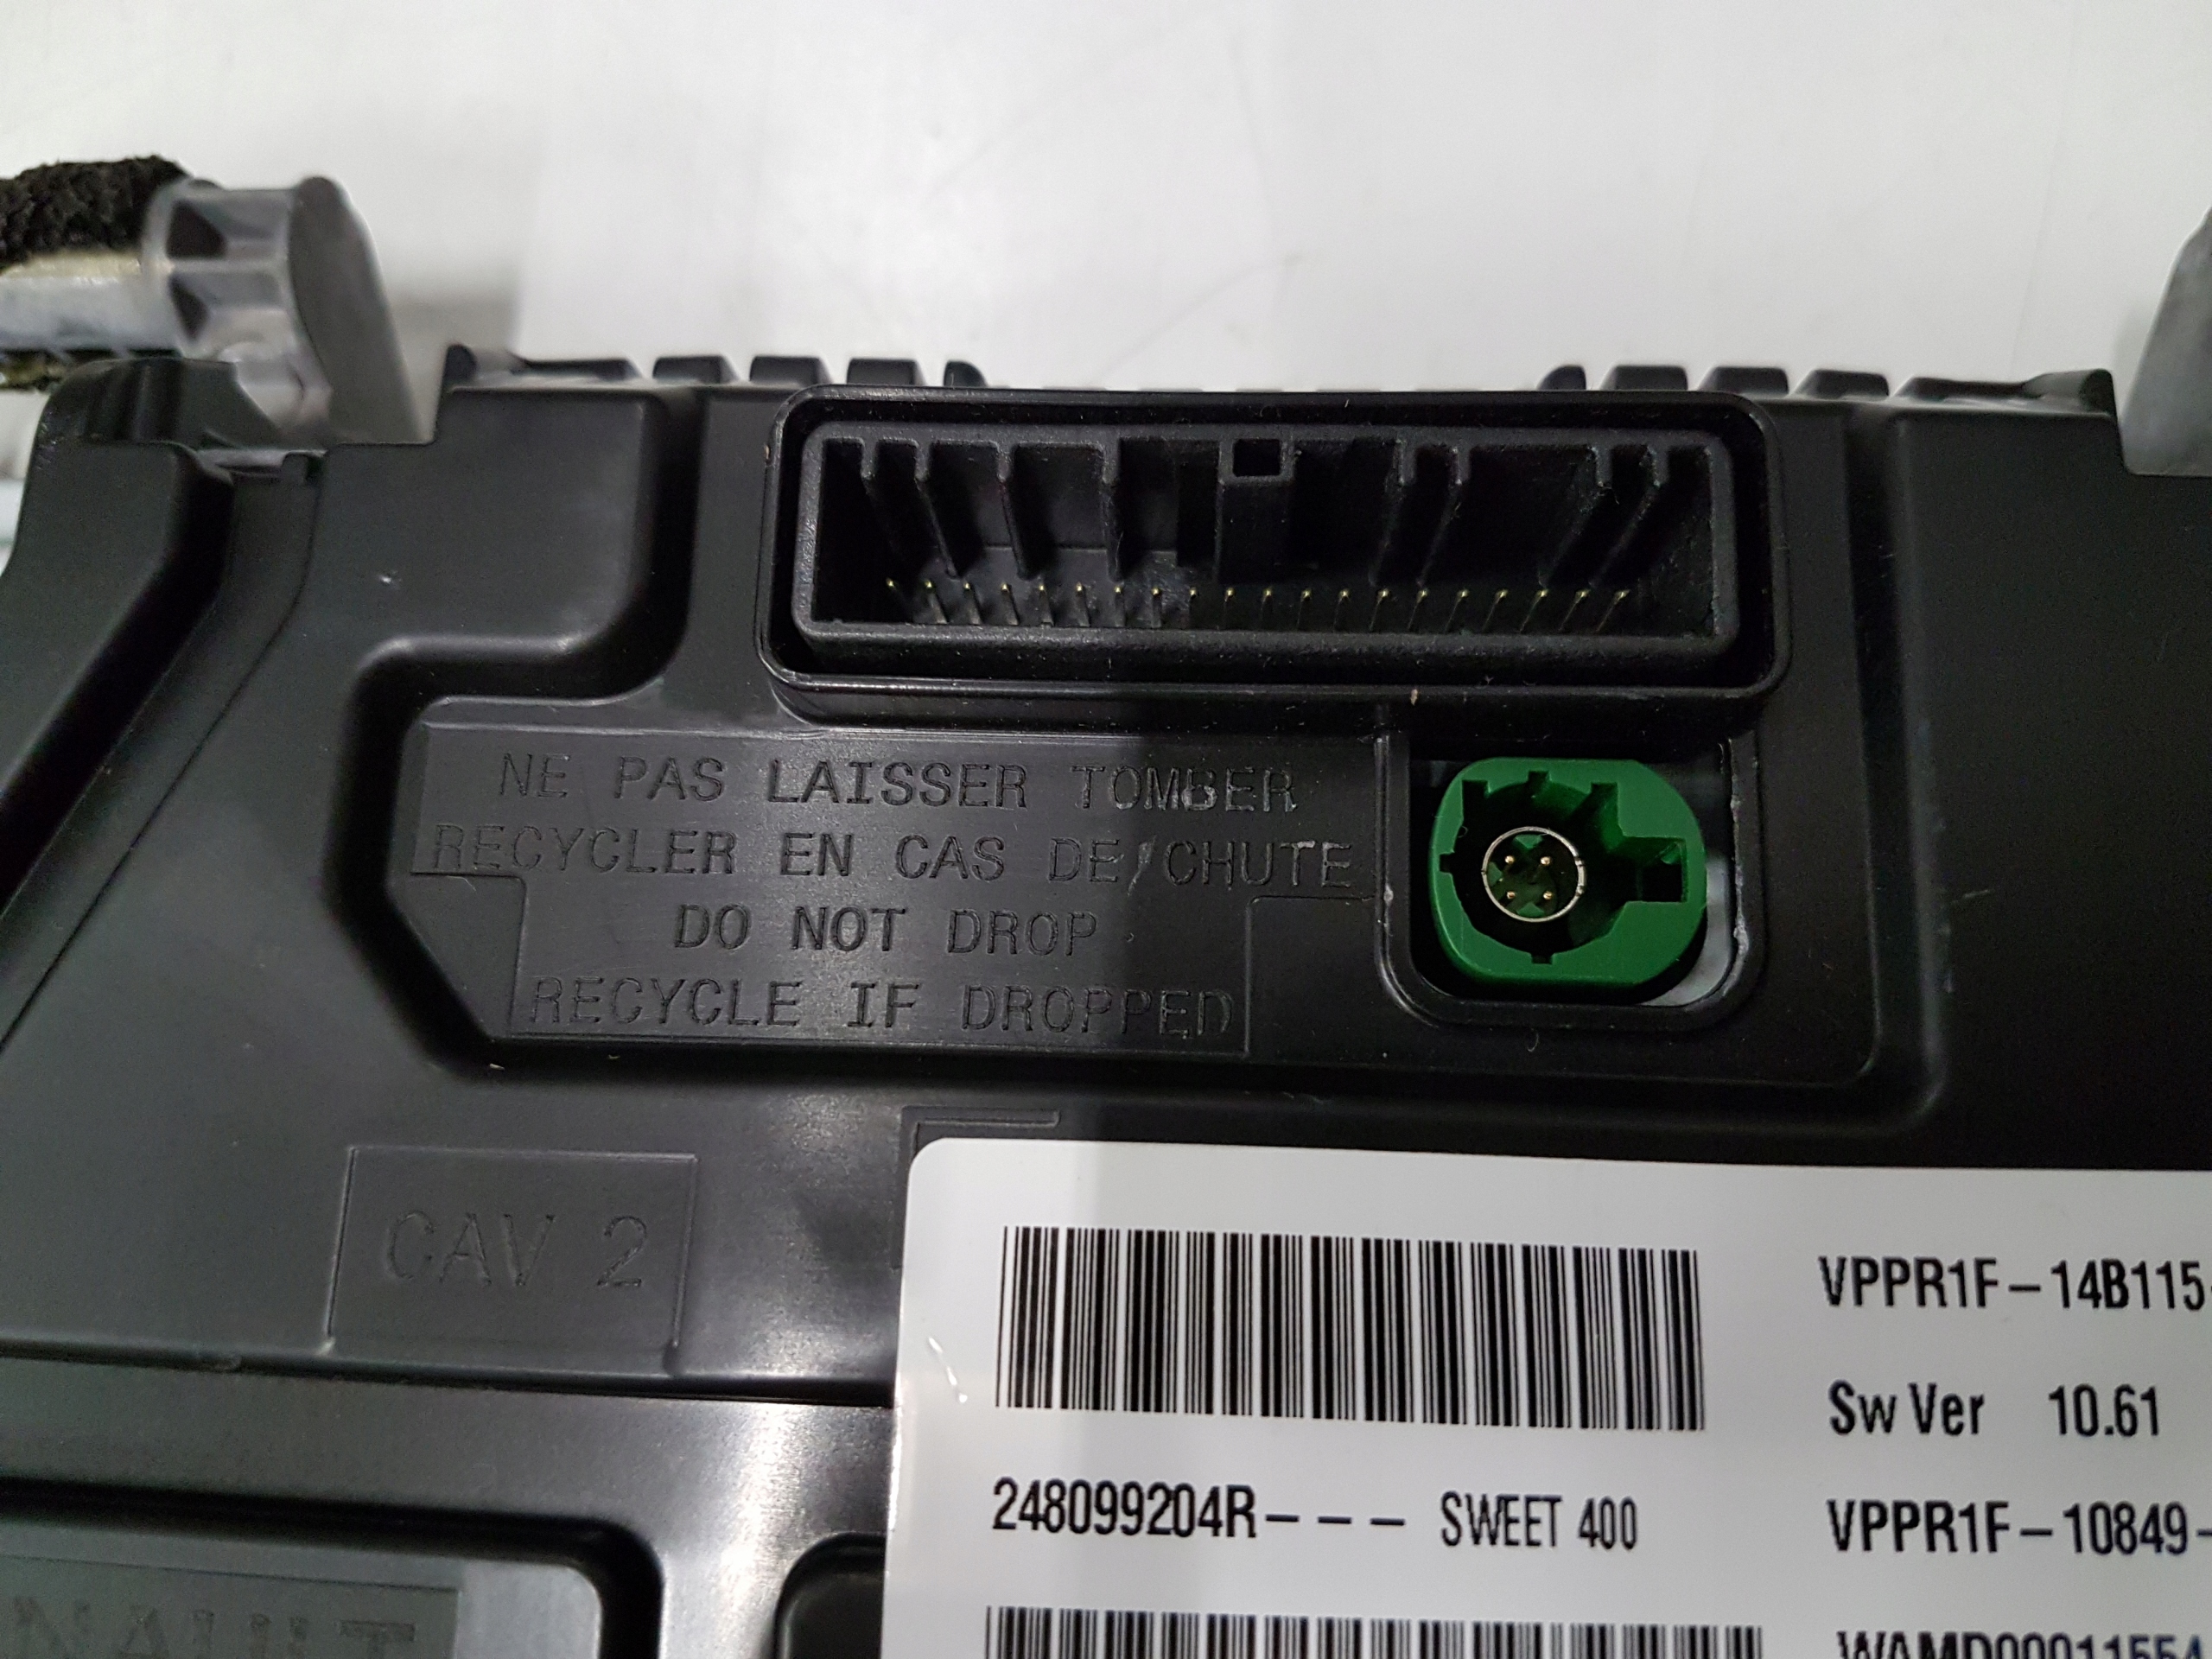 NE PAS LAISSER TOMBER
RECYCLER EN CAS DE CHUTE
DO NOT DROP
RECYCLE IF DROPPED
CAV 2
VPPR1F-14B115-
Sw Ver 10.61
248099204R--- SWEET 400
VPPR1F-10849-
NAULT